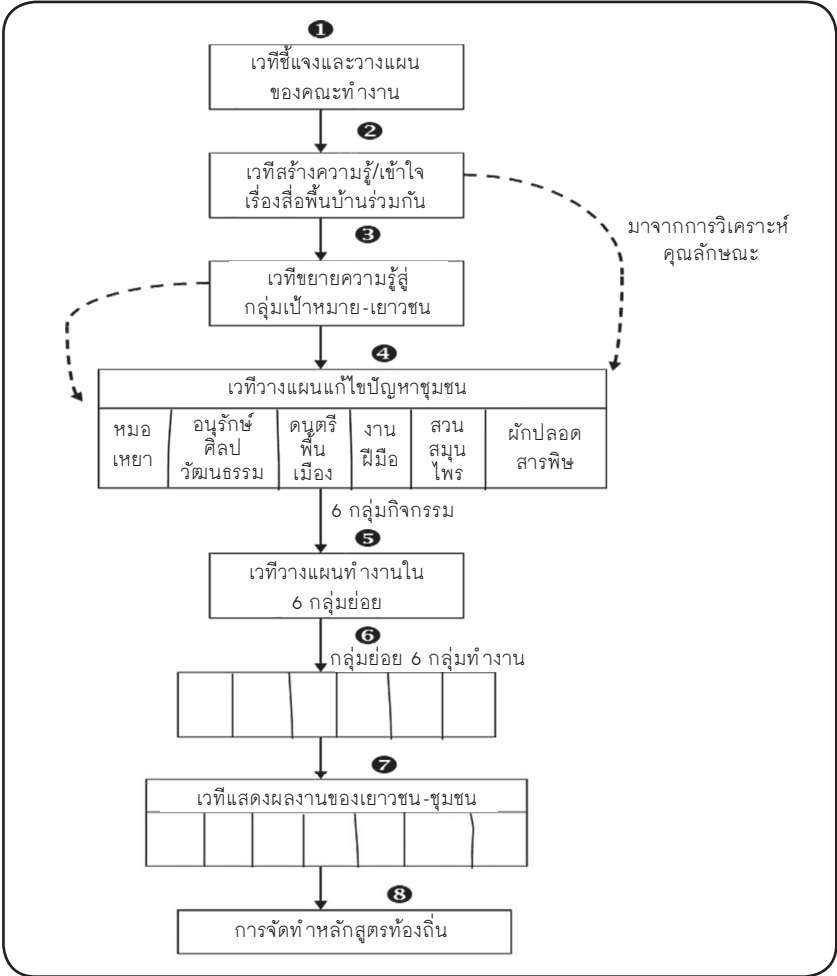 ❶
เวทีชี้แจงและวางแผน
ของคณะทำงาน
❷
เวทีสร้างความรู้/เข้าใจ
เรื่องสื่อพื้นบ้านร่วมกัน
มาจากการวิเคราะห์
คุณลักษณะ
❸
เวทีขยายความรู้สู่
กลุ่มเป้าหมาย-เยาวชน
❹
เวทีวางแผนแก้ไขปัญหาชุมชน
หมอ
เหยา
อนุรักษ์
ศิลป
วัฒนธรรม
ดนตรี
พื้น
เมือง
งาน
ฝีมือ
สวน
สมุน
ไพร
ผักปลอด
สารพิษ
6 กลุ่มกิจกรรม
❺
เวทีวางแผนทำงานใน
6 กลุ่มย่อย
❻
กลุ่มย่อย 6 กลุ่มทำงาน
❼
เวทีแสดงผลงานของเยาวชน-ชุมชน
❽
การจัดทำหลักสูตรท้องถิ่น